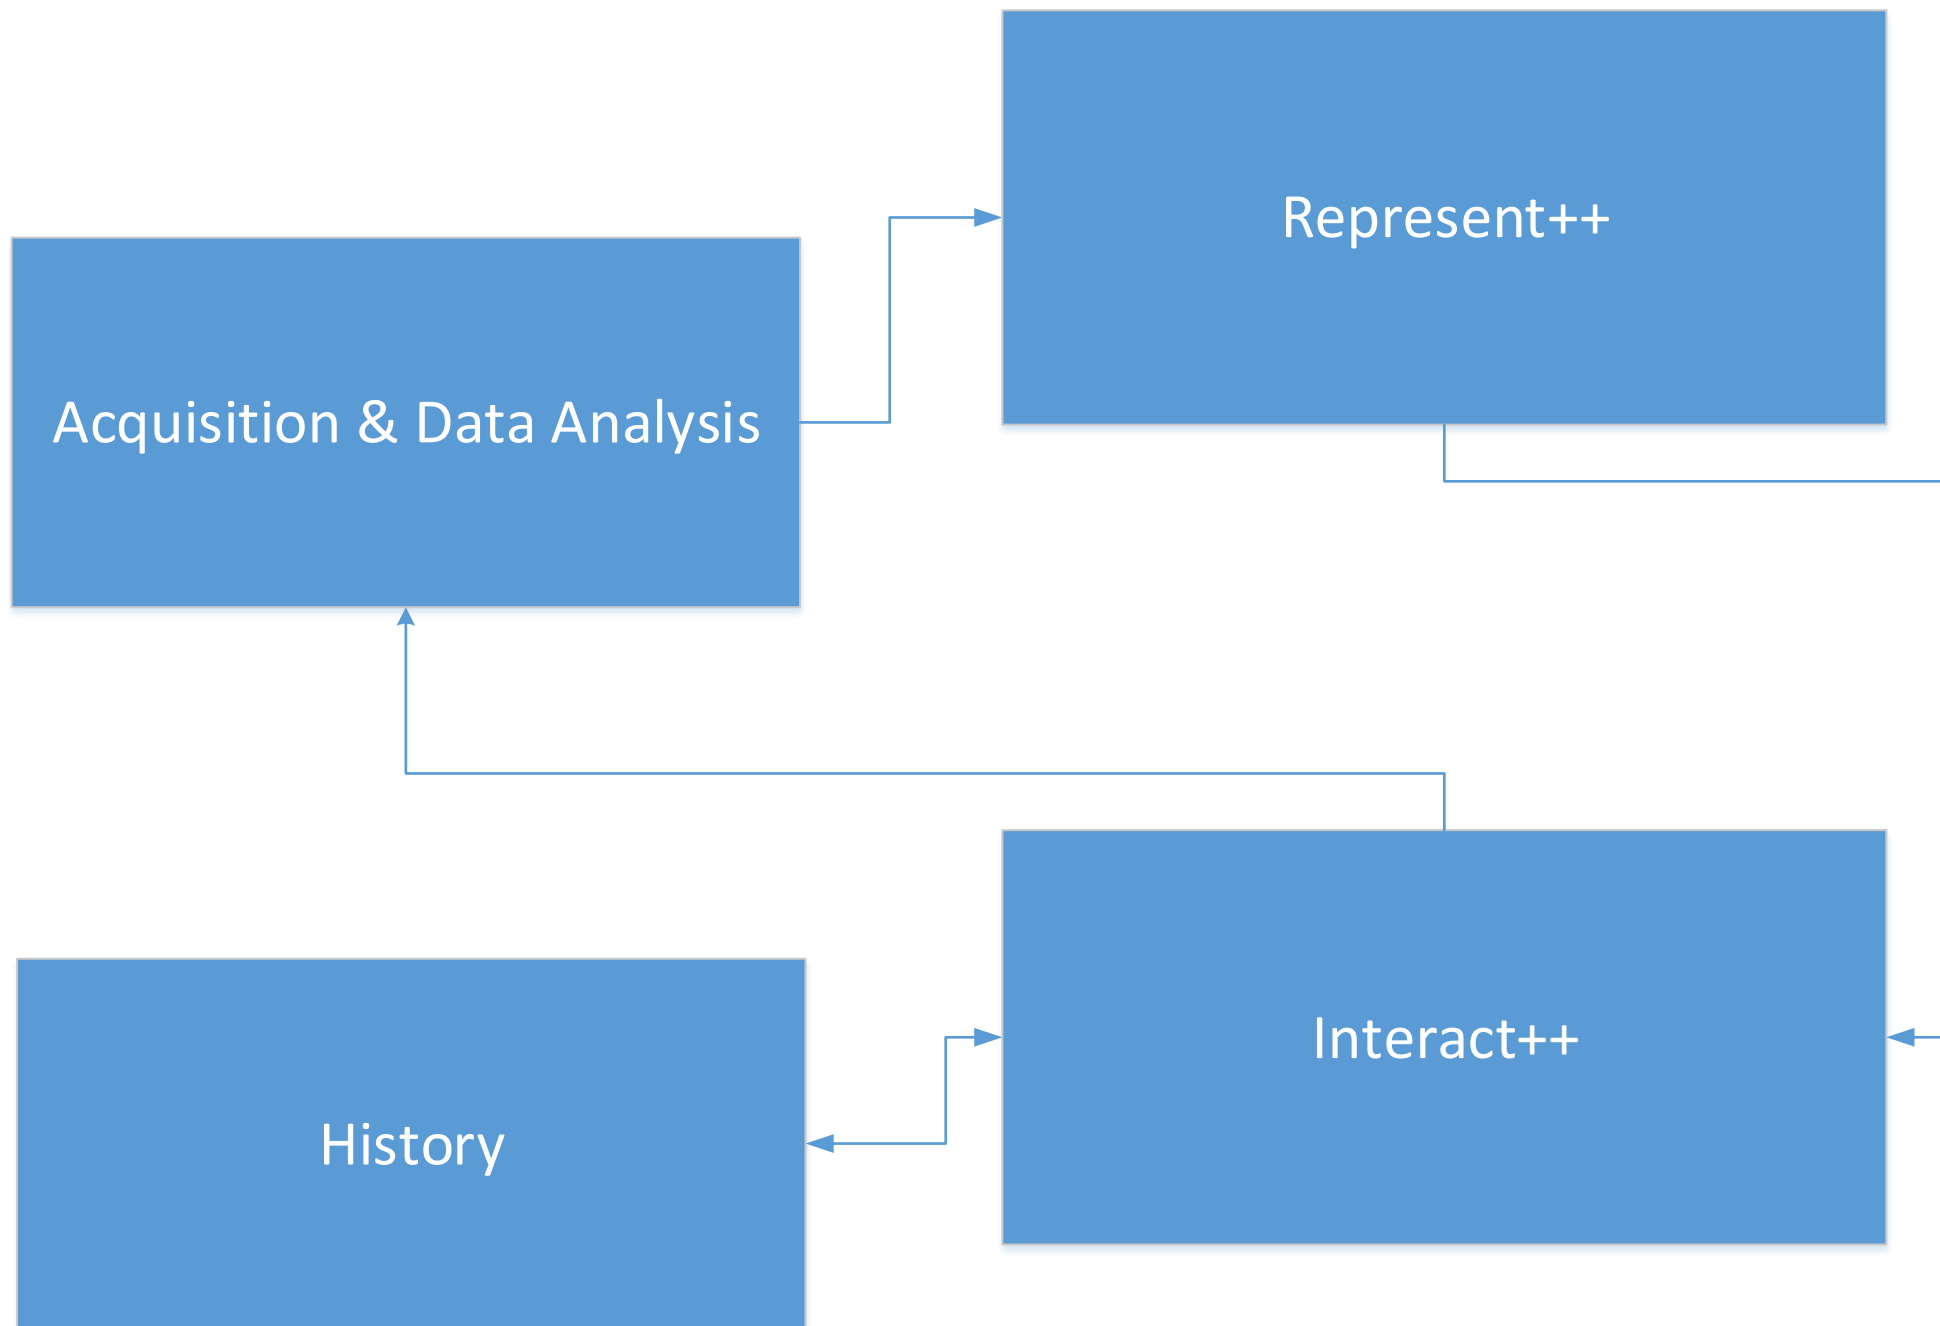 Represent++
Acquisition & Data Analysis
Interact++
History